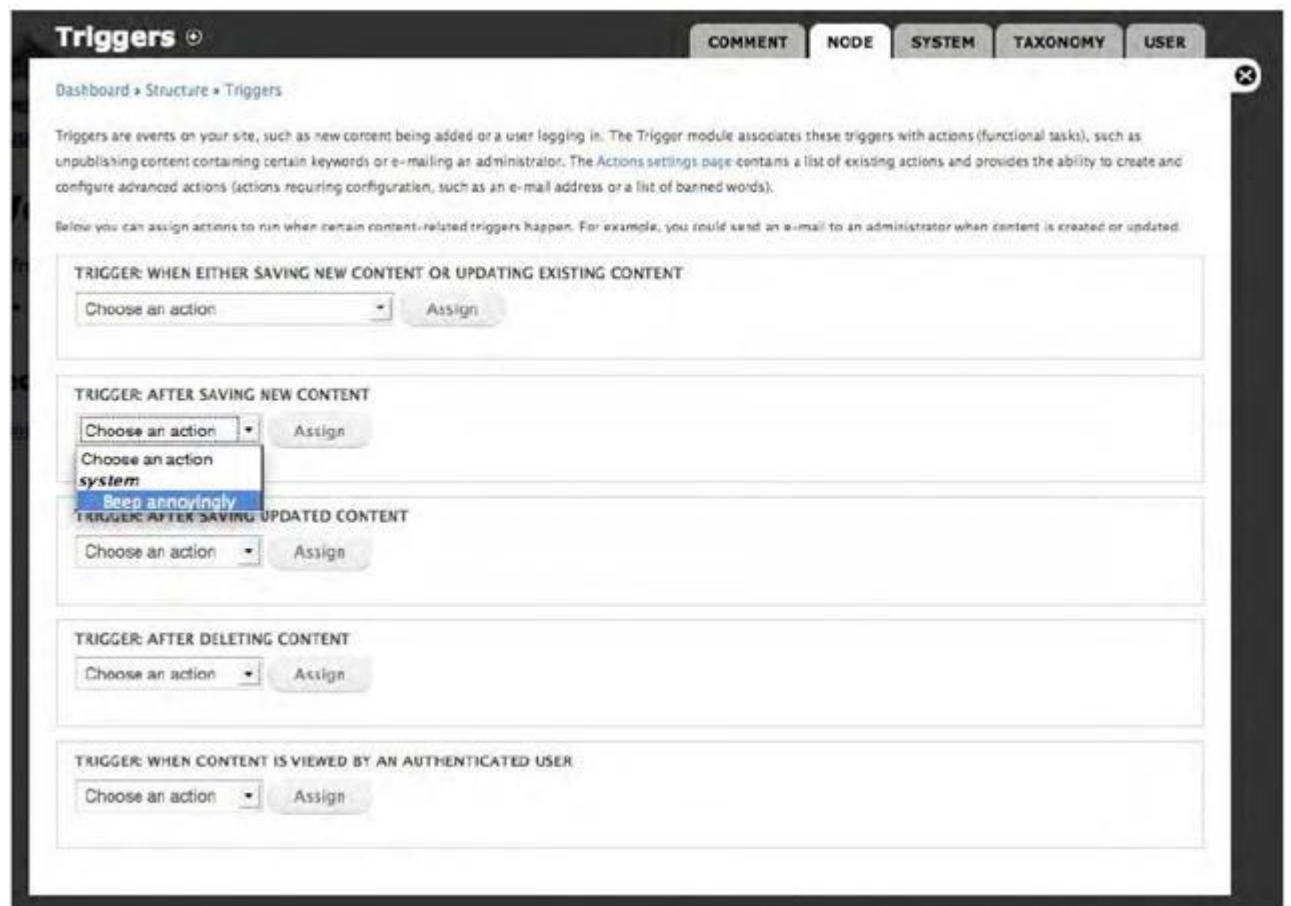 Triggers
COMMENT NODE SYSTEM TAXONOMY USER
Dashboard » Structure » Triggers
Triggers are events on your site, such as new content being added or a user logging in. The Trigger module associates these triggers with actions (functional tasks), such as
unpublishing content containing certain keywords or e-mailing an administrator. The Actions settings page contains a list of existing actions and provides the ability to create and
configure advanced actions (actions requiring configuration, such as an e-mail address or a list of banned words).
Below you can assign actions to run when certain content-related triggers happen. For example, you could send an e-mail to an administrator when content is created or updated.
TRIGGER: WHEN EITHER SAVING NEW CONTENT OR UPDATING EXISTING CONTENT
Choose an action Assign
TRIGGER: AFTER SAVING NEW CONTENT
Choose an action Assign
Choose an action
system
Beep annoyingly
TRIGGER: AFTER SAVING UPDATED CONTENT
Choose an action Assign
TRIGGER: AFTER DELETING CONTENT
Choose an action Assign
TRIGGER: WHEN CONTENT IS VIEWED BY AN AUTHENTICATED USER
Choose an action Assign